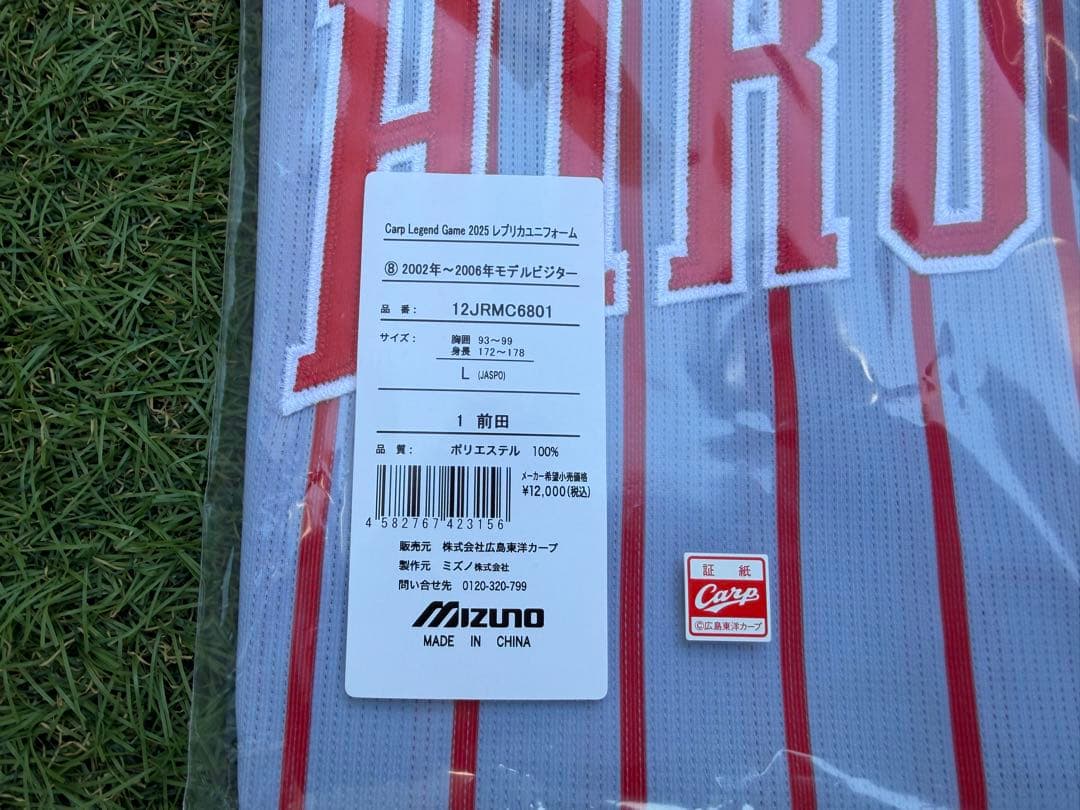 HIRO
Carp Legend Game 2025 レプリカユニフォーム
⑧ 2002年～2006年モデルビジター
品 番： 12JRMC6801
サイズ： 胸囲 93～99
身長 172～178
L (JASPO)
1 前田
品 質： ポリエステル 100%
メーカー希望小売価格
¥12,000(税込)
4 582767 423156
販売元 株式会社広島東洋カープ
製作元 ミズノ株式会社
問い合せ先 0120-320-799
MIZUNO
MADE IN CHINA
証 紙
Carp
©広島東洋カープ